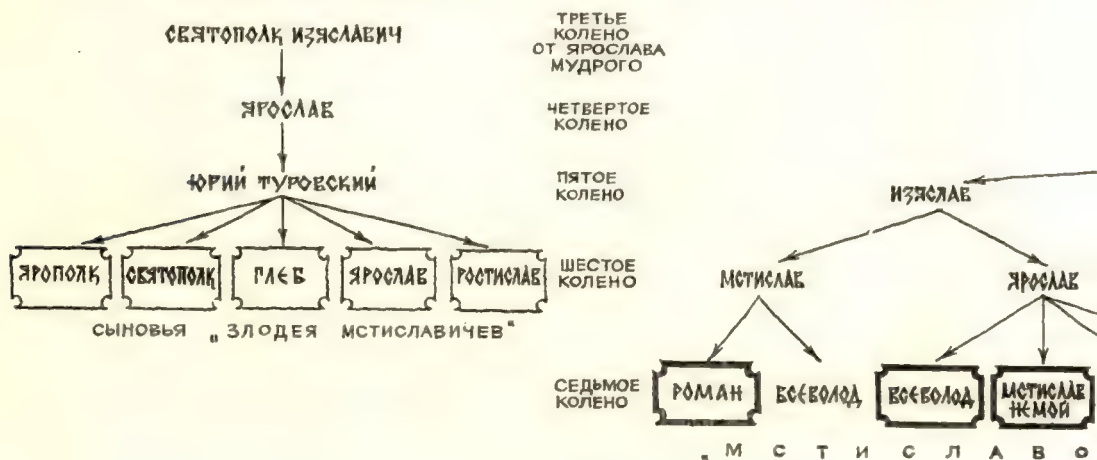 СВЯТОПОЛК ИЗЯСЛАВИЧ
ТРЕТЬЕ
КОЛЕНО
ОТ ЯРОСЛАВА
МУДРОГО
ЯРОСЛАВ
ЧЕТВЕРТОЕ
КОЛЕНО
ЮРИЙ ТУРОВСКИЙ
ПЯТОЕ
КОЛЕНО
ИЗЯСЛАВ
ЯРОПОЛК
СВЯТОПОЛК
ГЛЕБ
ЯРОСЛАВ
РОСТИСЛАВ
ШЕСТОЕ
КОЛЕНО
МСТИСЛАВ
ЯРОСЛАВ
СЫНОВЬЯ „ЗЛОДЕЯ МСТИСЛАВИЧЕВ"
СЕДЬМОЕ
КОЛЕНО
РОМАН
ВСЕВОЛОД
ВСЕВОЛОД
МСТИСЛАВ
НЕМОЙ
„МСТИСЛАВО